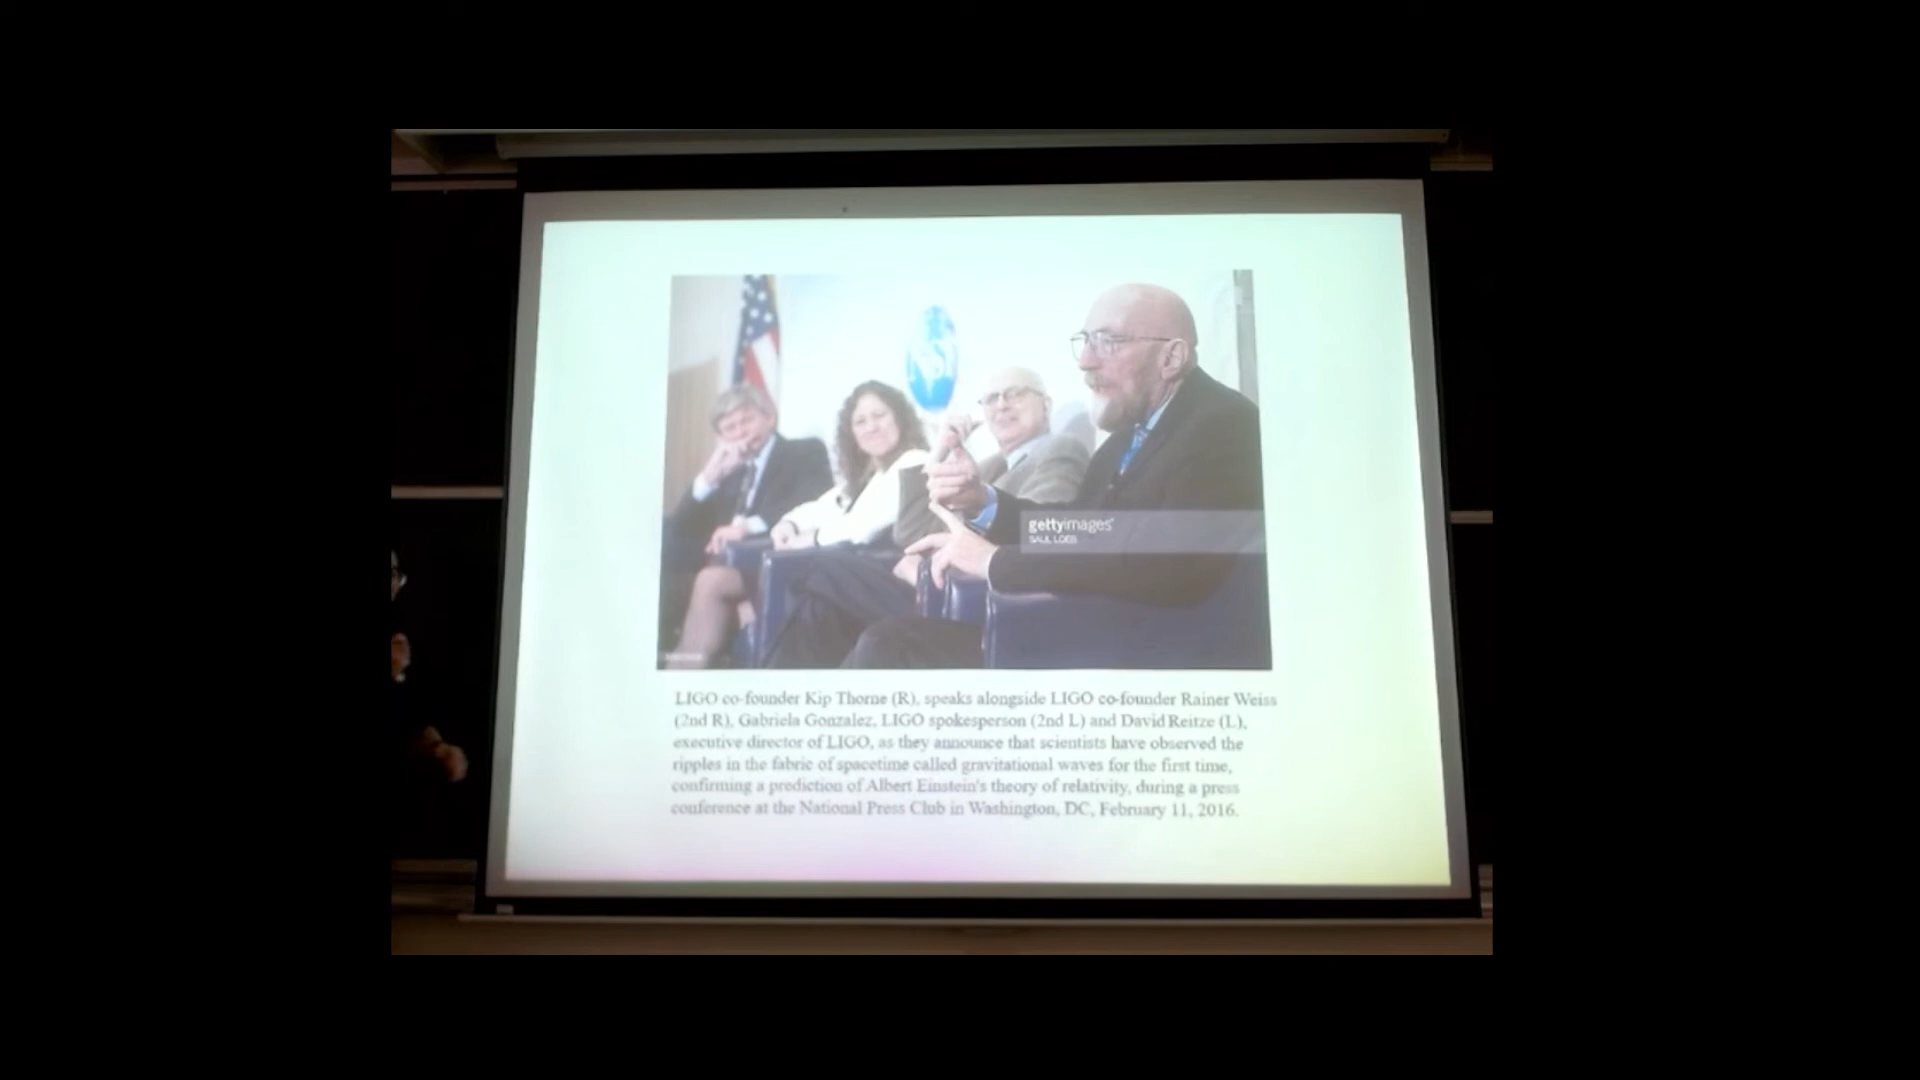 NSF
gettyimages®
SAUL LOEB
LIGO co-founder Kip Thorne (R), speaks alongside LIGO co-founder Rainer Weiss
(2nd R), Gabriela Gonzalez, LIGO spokesperson (2nd L) and David Reitze (L),
executive director of LIGO, as they announce that scientists have observed the
ripples in the fabric of spacetime called gravitational waves for the first time,
confirming a prediction of Albert Einstein's theory of relativity, during a press
conference at the National Press Club in Washington, DC, February 11, 2016.